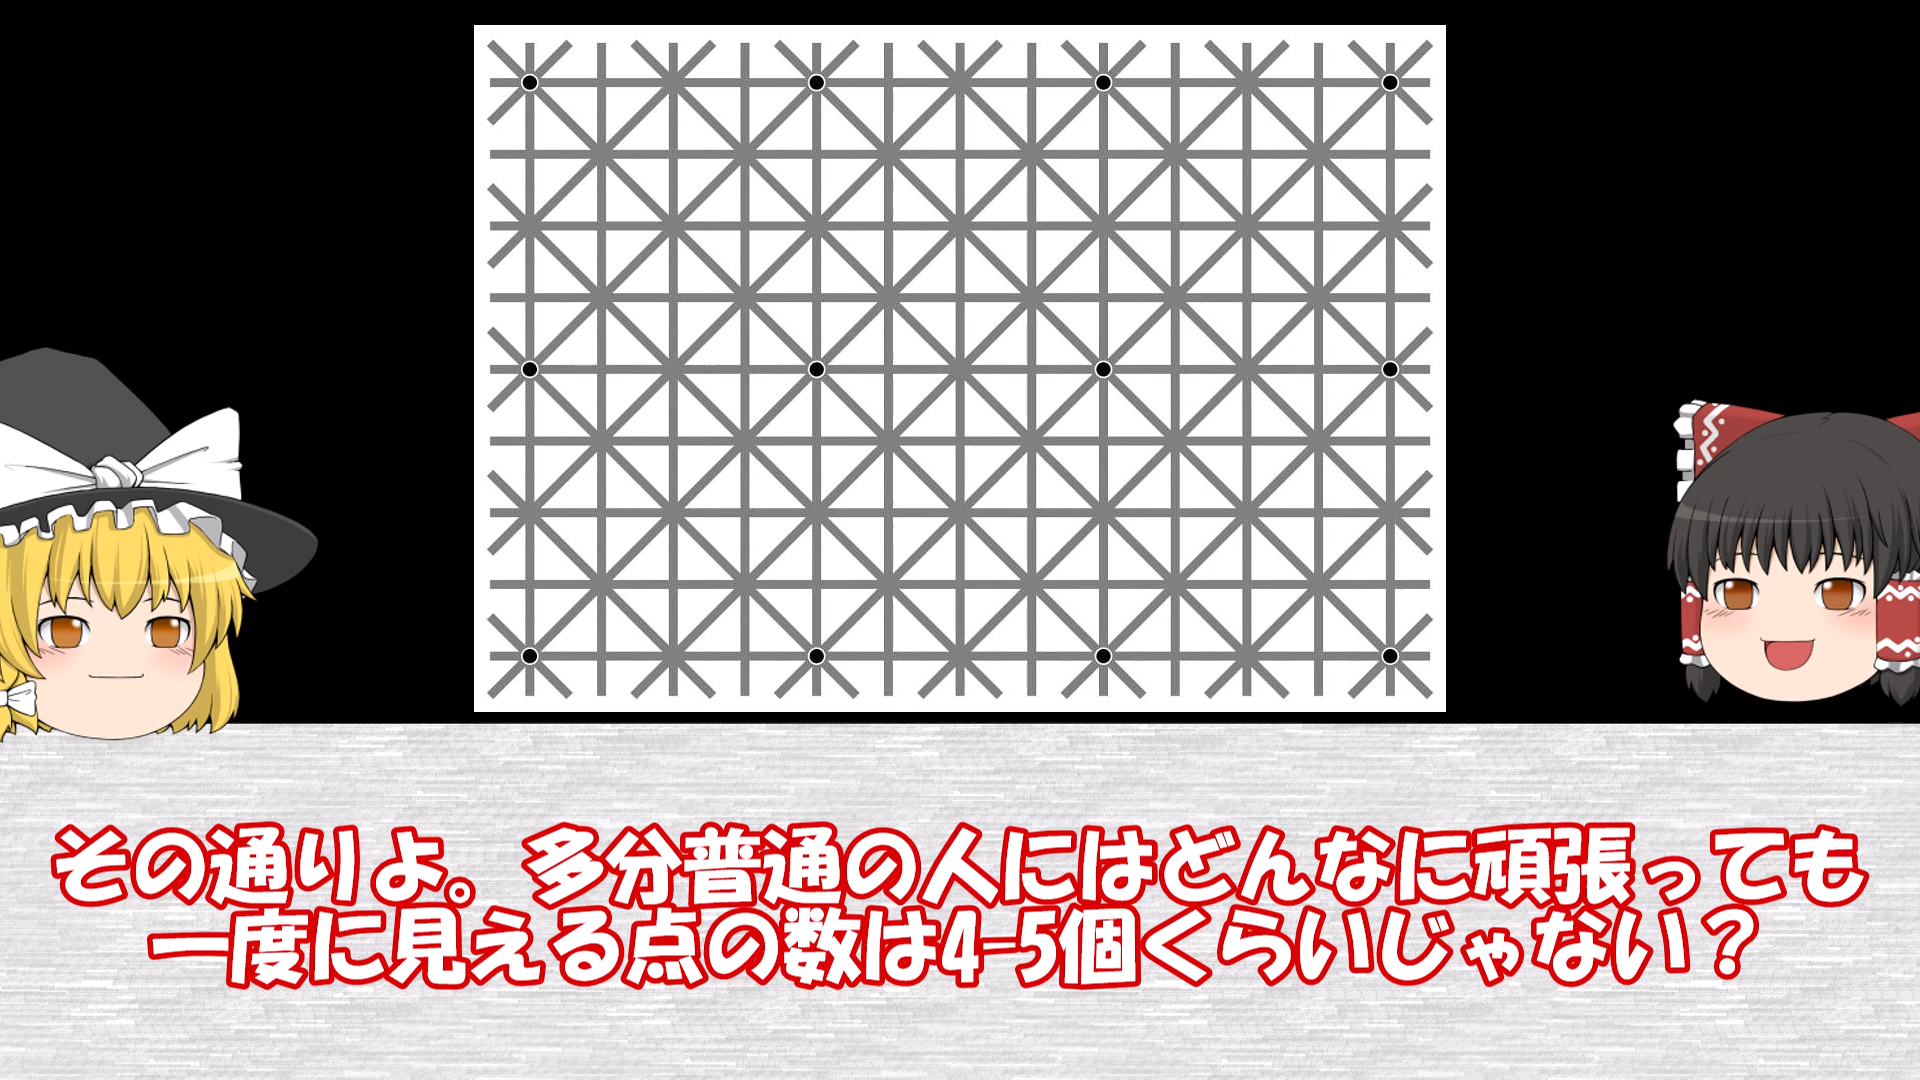 その通りよ。多分普通の人にはどんなに頑張っても
一度に見える点の数は4-5個くらいじゃない？